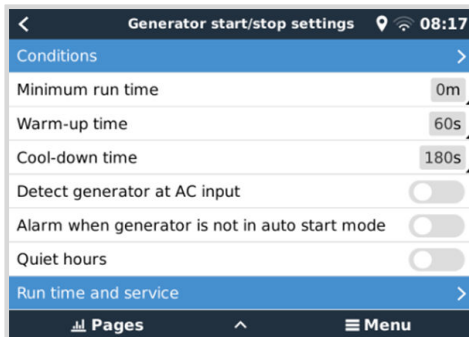 Generator start/stop settings 08:17
Conditions
Minimum run time 0m
Warm-up time 60s
Cool-down time 180s
Detect generator at AC input
Alarm when generator is not in auto start mode
Quiet hours
Run time and service
Pages Menu